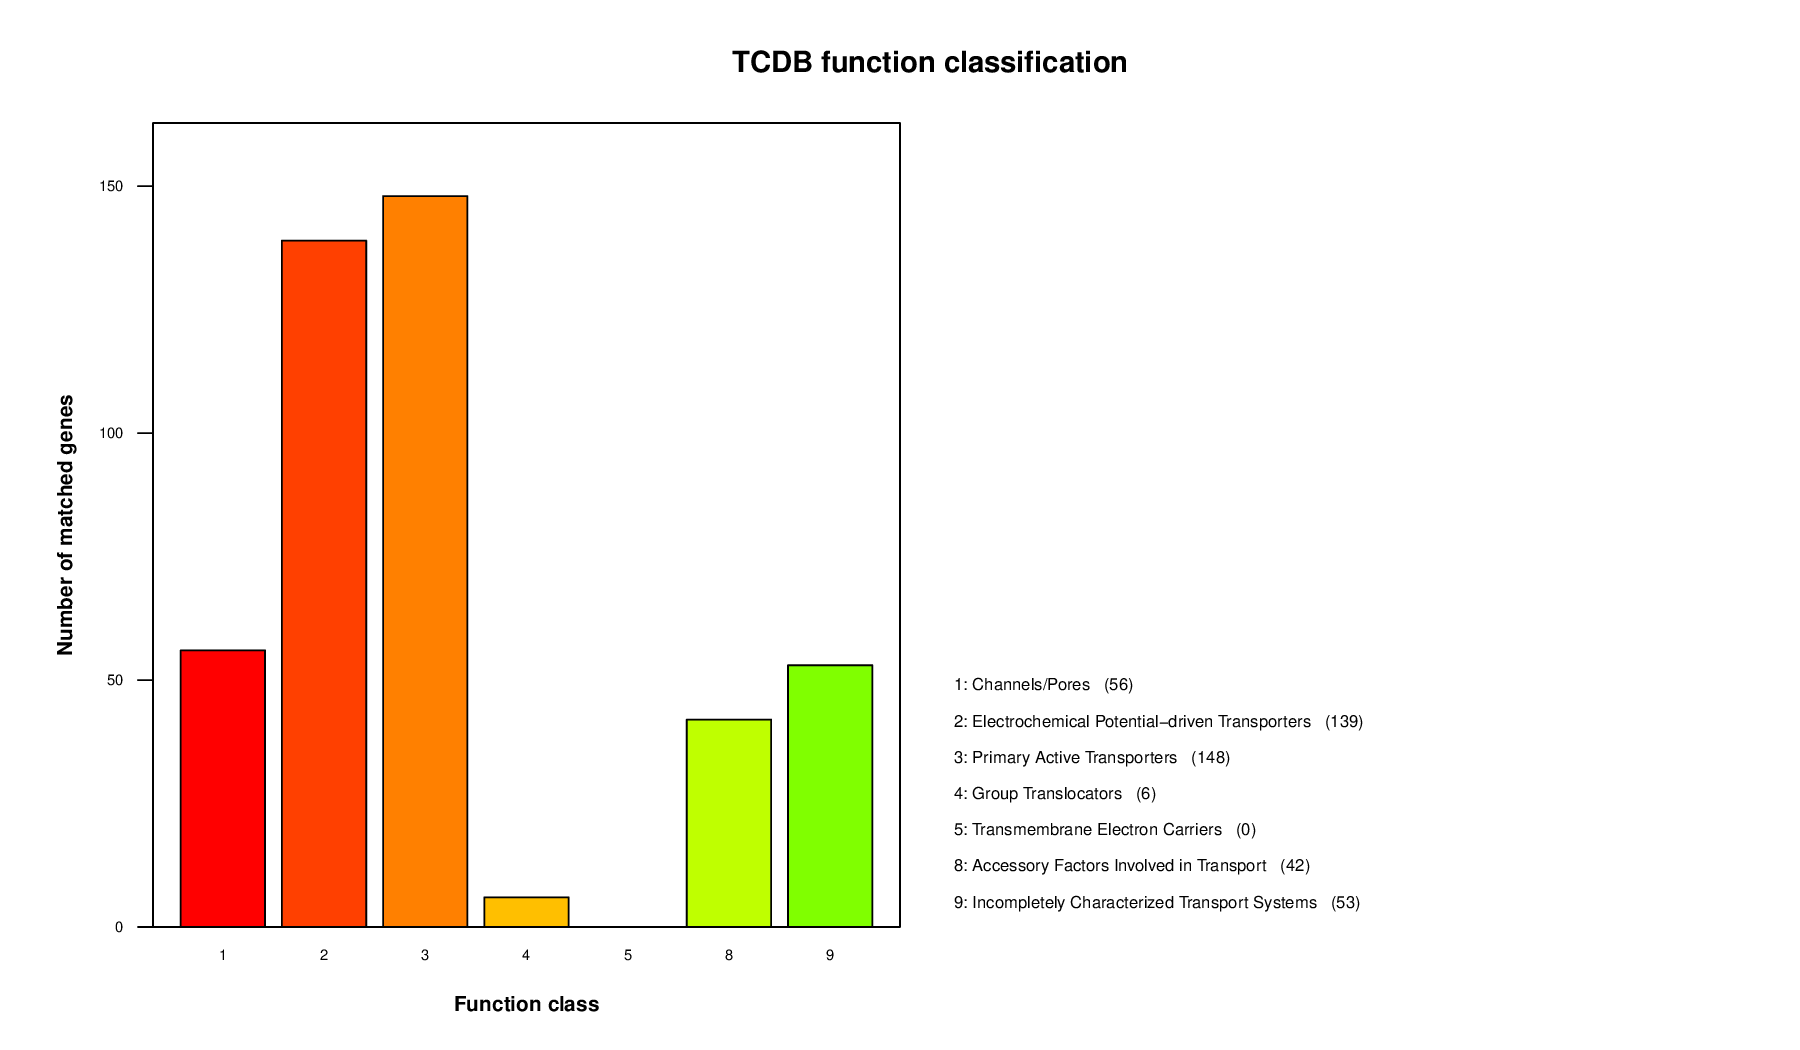 TCDB function classification
Number of matched genes
150
100
50
0
1 2 3 4 5 8 9
Function class
1: Channels/Pores (56)
2: Electrochemical Potential−driven Transporters (139)
3: Primary Active Transporters (148)
4: Group Translocators (6)
5: Transmembrane Electron Carriers (0)
8: Accessory Factors Involved in Transport (42)
9: Incompletely Characterized Transport Systems (53)